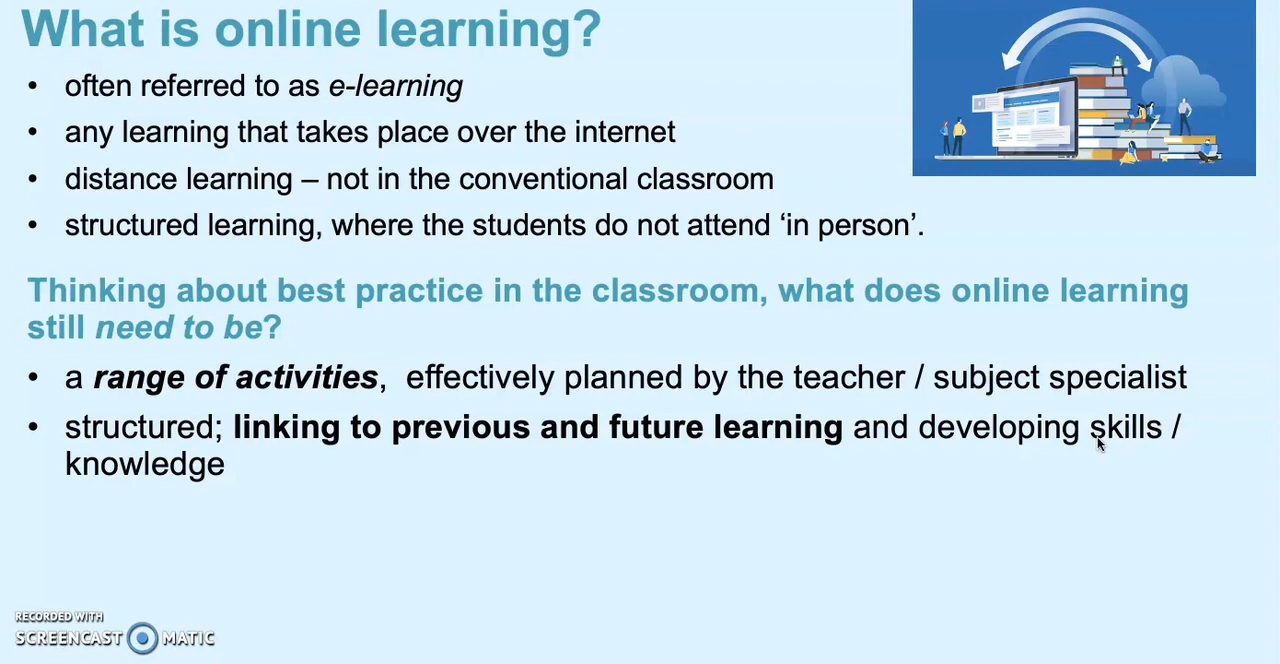 What is online learning?
• often referred to as e-learning
• any learning that takes place over the internet
• distance learning – not in the conventional classroom
• structured learning, where the students do not attend ‘in person’.
Thinking about best practice in the classroom, what does online learning
still need to be?
• a range of activities, effectively planned by the teacher / subject specialist
• structured; linking to previous and future learning and developing skills /
knowledge
RECORDED WITH
SCREENCAST MATIC